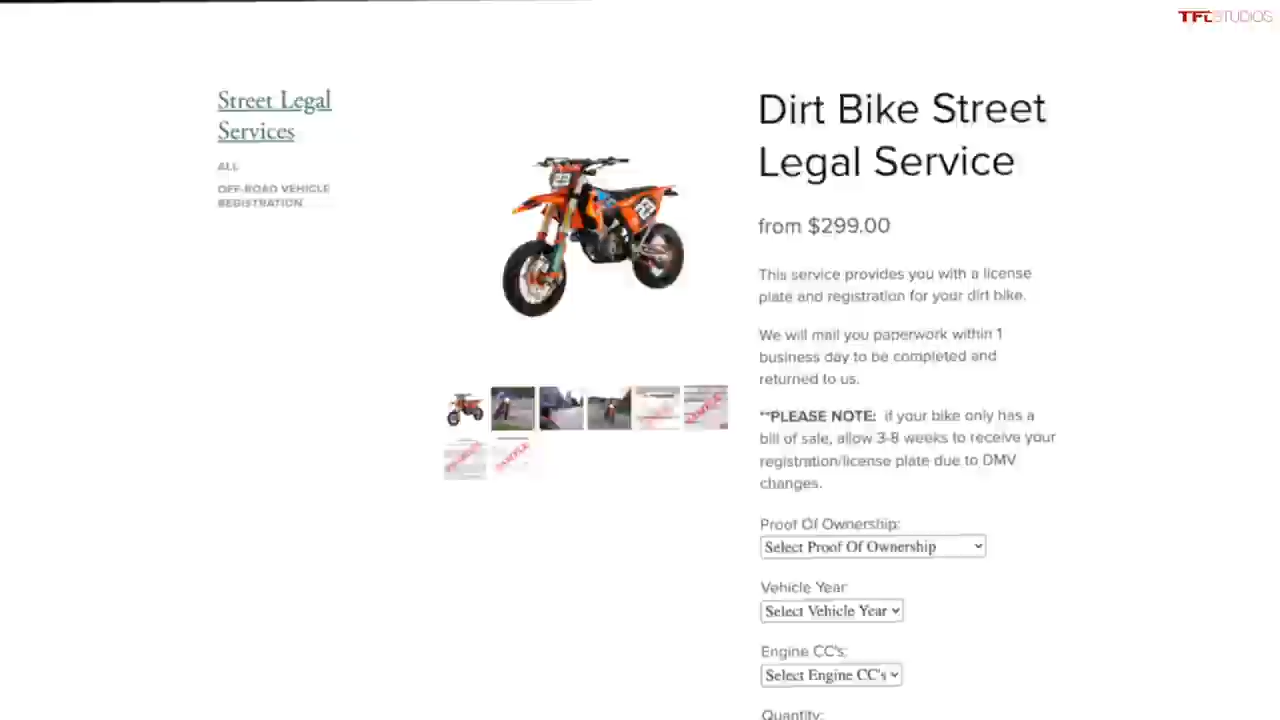 TFLSTUDIOS
Street Legal
Services
ALL
OFF-ROAD VEHICLE
REGISTRATION
Dirt Bike Street
Legal Service
from $299.00
This service provides you with a license
plate and registration for your dirt bike.
We will mail you paperwork within 1
business day to be completed and
returned to us.
**PLEASE NOTE: if your bike only has a
bill of sale, allow 3-8 weeks to receive your
registration/license plate due to DMV
changes.
Proof Of Ownership:
Select Proof Of Ownership
Vehicle Year:
Select Vehicle Year
Engine CC's:
Select Engine CC's
Quantity:
SAMPLE
SAMPLE